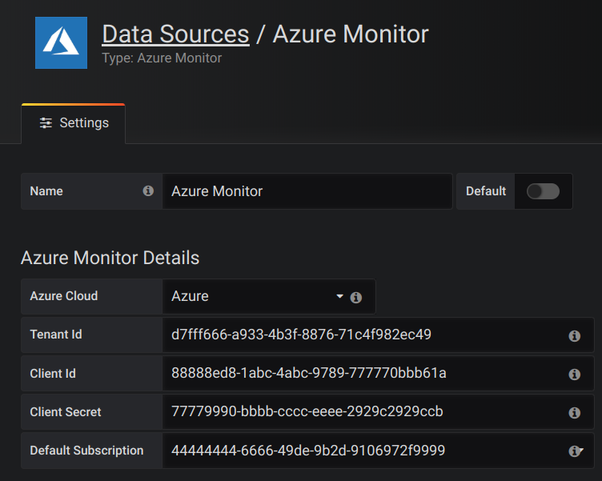 Data Sources / Azure Monitor
Type: Azure Monitor
Settings
Name Azure Monitor Default
Azure Monitor Details
Azure Cloud Azure
Tenant Id d7fff666-a933-4b3f-8876-71c4f982ec49
Client Id 88888ed8-1abc-4abc-9789-777770bbb61a
Client Secret 77779990-bbbb-cccc-eeee-2929c2929ccb
Default Subscription 44444444-6666-49de-9b2d-9106972f9999